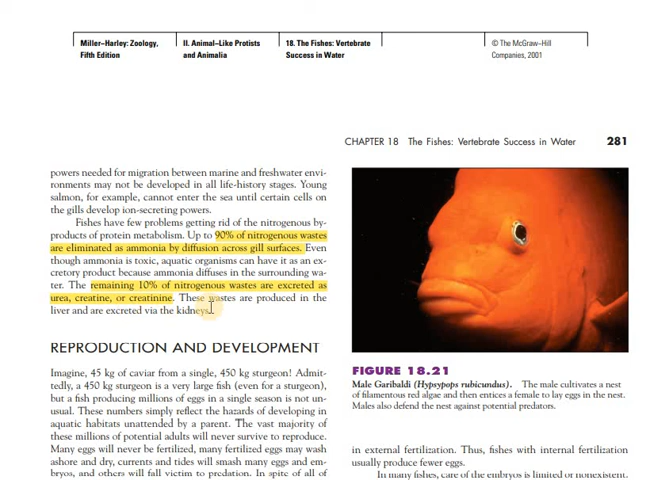 Miller–Harley: Zoology,
Fifth Edition
II. Animal–Like Protists
and Animalia
18. The Fishes: Vertebrate
Success in Water
© The McGraw–Hill
Companies, 2001
CHAPTER 18 The Fishes: Vertebrate Success in Water 281
powers needed for migration between marine and freshwater envi-
ronments may not be developed in all life-history stages. Young
salmon, for example, cannot enter the sea until certain cells on
the gills develop ion-secreting powers.
Fishes have few problems getting rid of the nitrogenous by-
products of protein metabolism. Up to 90% of nitrogenous wastes
are eliminated as ammonia by diffusion across gill surfaces. Even
though ammonia is toxic, aquatic organisms can have it as an ex-
cretory product because ammonia diffuses in the surrounding wa-
ter. The remaining 10% of nitrogenous wastes are excreted as
urea, creatine, or creatinine. These wastes are produced in the
liver and are excreted via the kidneys.
REPRODUCTION AND DEVELOPMENT
Imagine, 45 kg of caviar from a single, 450 kg sturgeon! Admit-
tedly, a 450 kg sturgeon is a very large fish (even for a sturgeon),
but a fish producing millions of eggs in a single season is not un-
usual. These numbers simply reflect the hazards of developing in
aquatic habitats unattended by a parent. The vast majority of
these millions of potential adults will never survive to reproduce.
Many eggs will never be fertilized, many fertilized eggs may wash
ashore and dry, currents and tides will smash many eggs and em-
bryos, and others will fall victim to predation. In spite of all of
FIGURE 18.21
Male Garibaldi (Hypsypops rubicundus). The male cultivates a nest
of filamentous red algae and then entices a female to lay eggs in the nest.
Males also defend the nest against potential predators.
in external fertilization. Thus, fishes with internal fertilization
usually produce fewer eggs.
In many fishes, care of the embryos is limited or nonexistent.